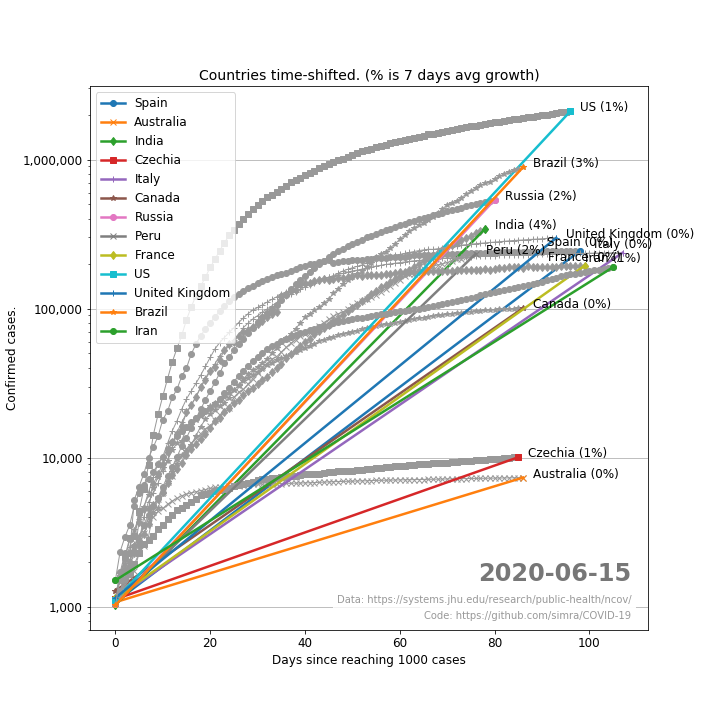 Countries time-shifted. (% is 7 days avg growth)
Spain
Australia
India
Czechia
Italy
Canada
Russia
Peru
France
US
United Kingdom
Brazil
Iran
US (1%)
Brazil (3%)
Russia (2%)
India (4%)
United Kingdom (0%)
Spain (0%)
Italy (0%)
Peru (2%)
France (0%)
Iran (1%)
Canada (0%)
Czechia (1%)
Australia (0%)
1,000,000
100,000
10,000
1,000
Confirmed cases.
2020-06-15
Data: https://systems.jhu.edu/research/public-health/ncov/
Code: https://github.com/simra/COVID-19
0 20 40 60 80 100
Days since reaching 1000 cases